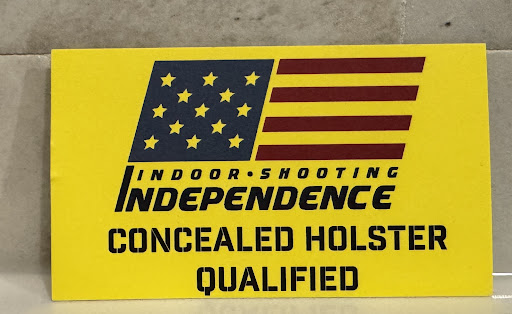 INDOOR • SHOOTING
INDEPENDENCE
CONCEALED HOLSTER
QUALIFIED